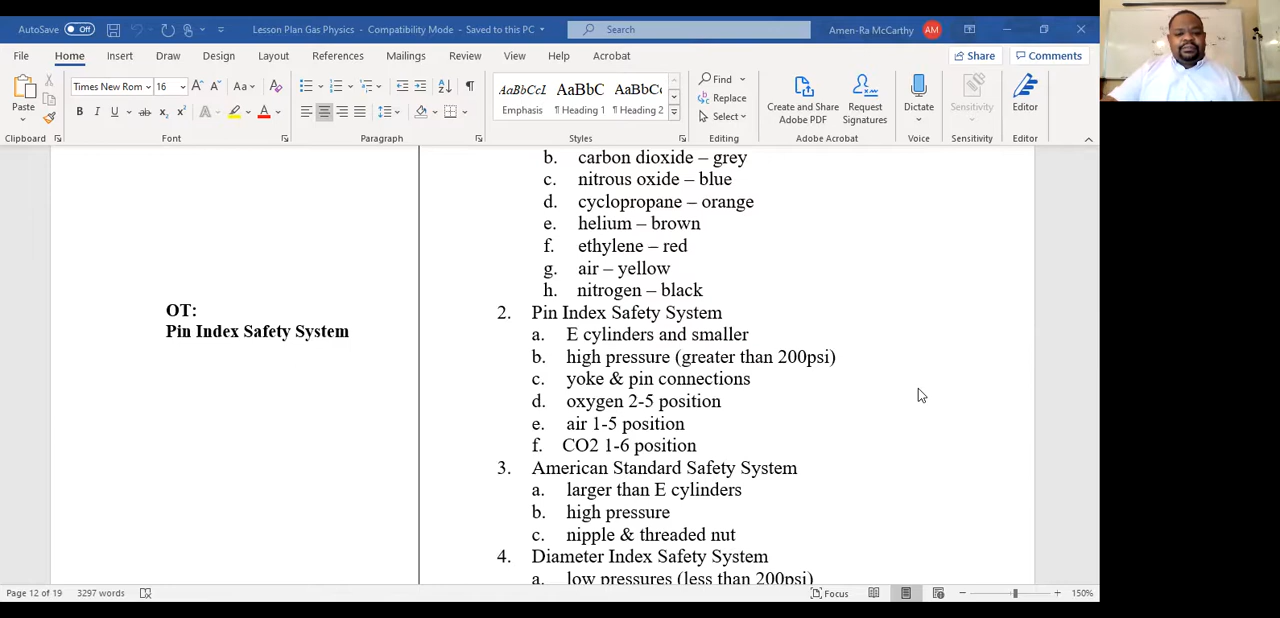 AutoSave Off Lesson Plan Gas Physics - Compatibility Mode - Saved to this PC Search Amen-Ra McCarthy AM
File Home Insert Draw Design Layout References Mailings Review View Help Acrobat Share Comments
Paste
Clipboard
Times New Rom 16 A A Aa
B I U ab x₂ x² A A
Font
Paragraph
AaBbCcI AaBbC AaBbCc
Emphasis ¶ Heading 1 ¶ Heading 2
Styles
Find
Replace
Select
Editing
Create and Share Adobe PDF
Request Signatures
Adobe Acrobat
Dictate
Voice
Sensitivity
Sensitivity
Editor
Editor
b. carbon dioxide – grey
c. nitrous oxide – blue
d. cyclopropane – orange
e. helium – brown
f. ethylene – red
g. air – yellow
h. nitrogen – black
OT:
Pin Index Safety System
2. Pin Index Safety System
a. E cylinders and smaller
b. high pressure (greater than 200psi)
c. yoke & pin connections
d. oxygen 2-5 position
e. air 1-5 position
f. CO2 1-6 position
3. American Standard Safety System
a. larger than E cylinders
b. high pressure
c. nipple & threaded nut
4. Diameter Index Safety System
a. low pressures (less than 200psi)
Page 12 of 19 3297 words Focus 150%